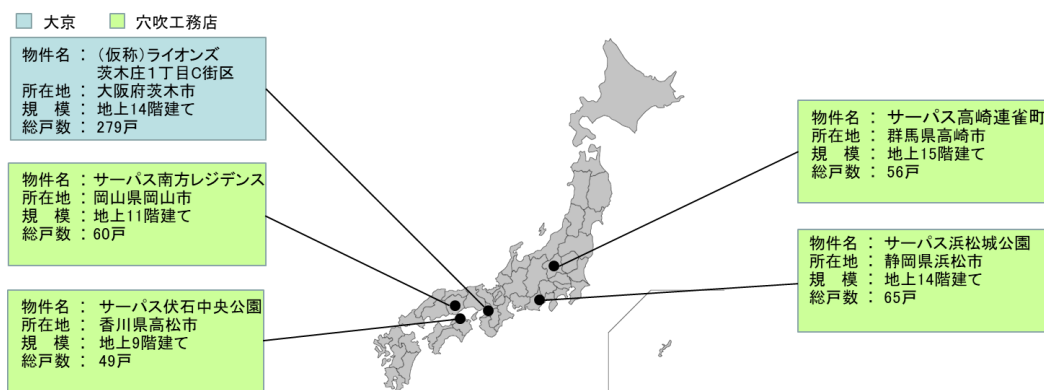 大京 穴吹工務店
物件名 : (仮称)ライオンズ
茨木庄1丁目C街区
所在地 : 大阪府茨木市
規 模 : 地上14階建て
総戸数 : 279戸
物件名 : サーパス南方レジデンス
所在地 : 岡山県岡山市
規 模 : 地上11階建て
総戸数 : 60戸
物件名 : サーパス伏石中央公園
所在地 : 香川県高松市
規 模 : 地上9階建て
総戸数 : 49戸
物件名 : サーパス高崎連雀町
所在地 : 群馬県高崎市
規 模 : 地上15階建て
総戸数 : 56戸
物件名 : サーパス浜松城公園
所在地 : 静岡県浜松市
規 模 : 地上14階建て
総戸数 : 65戸